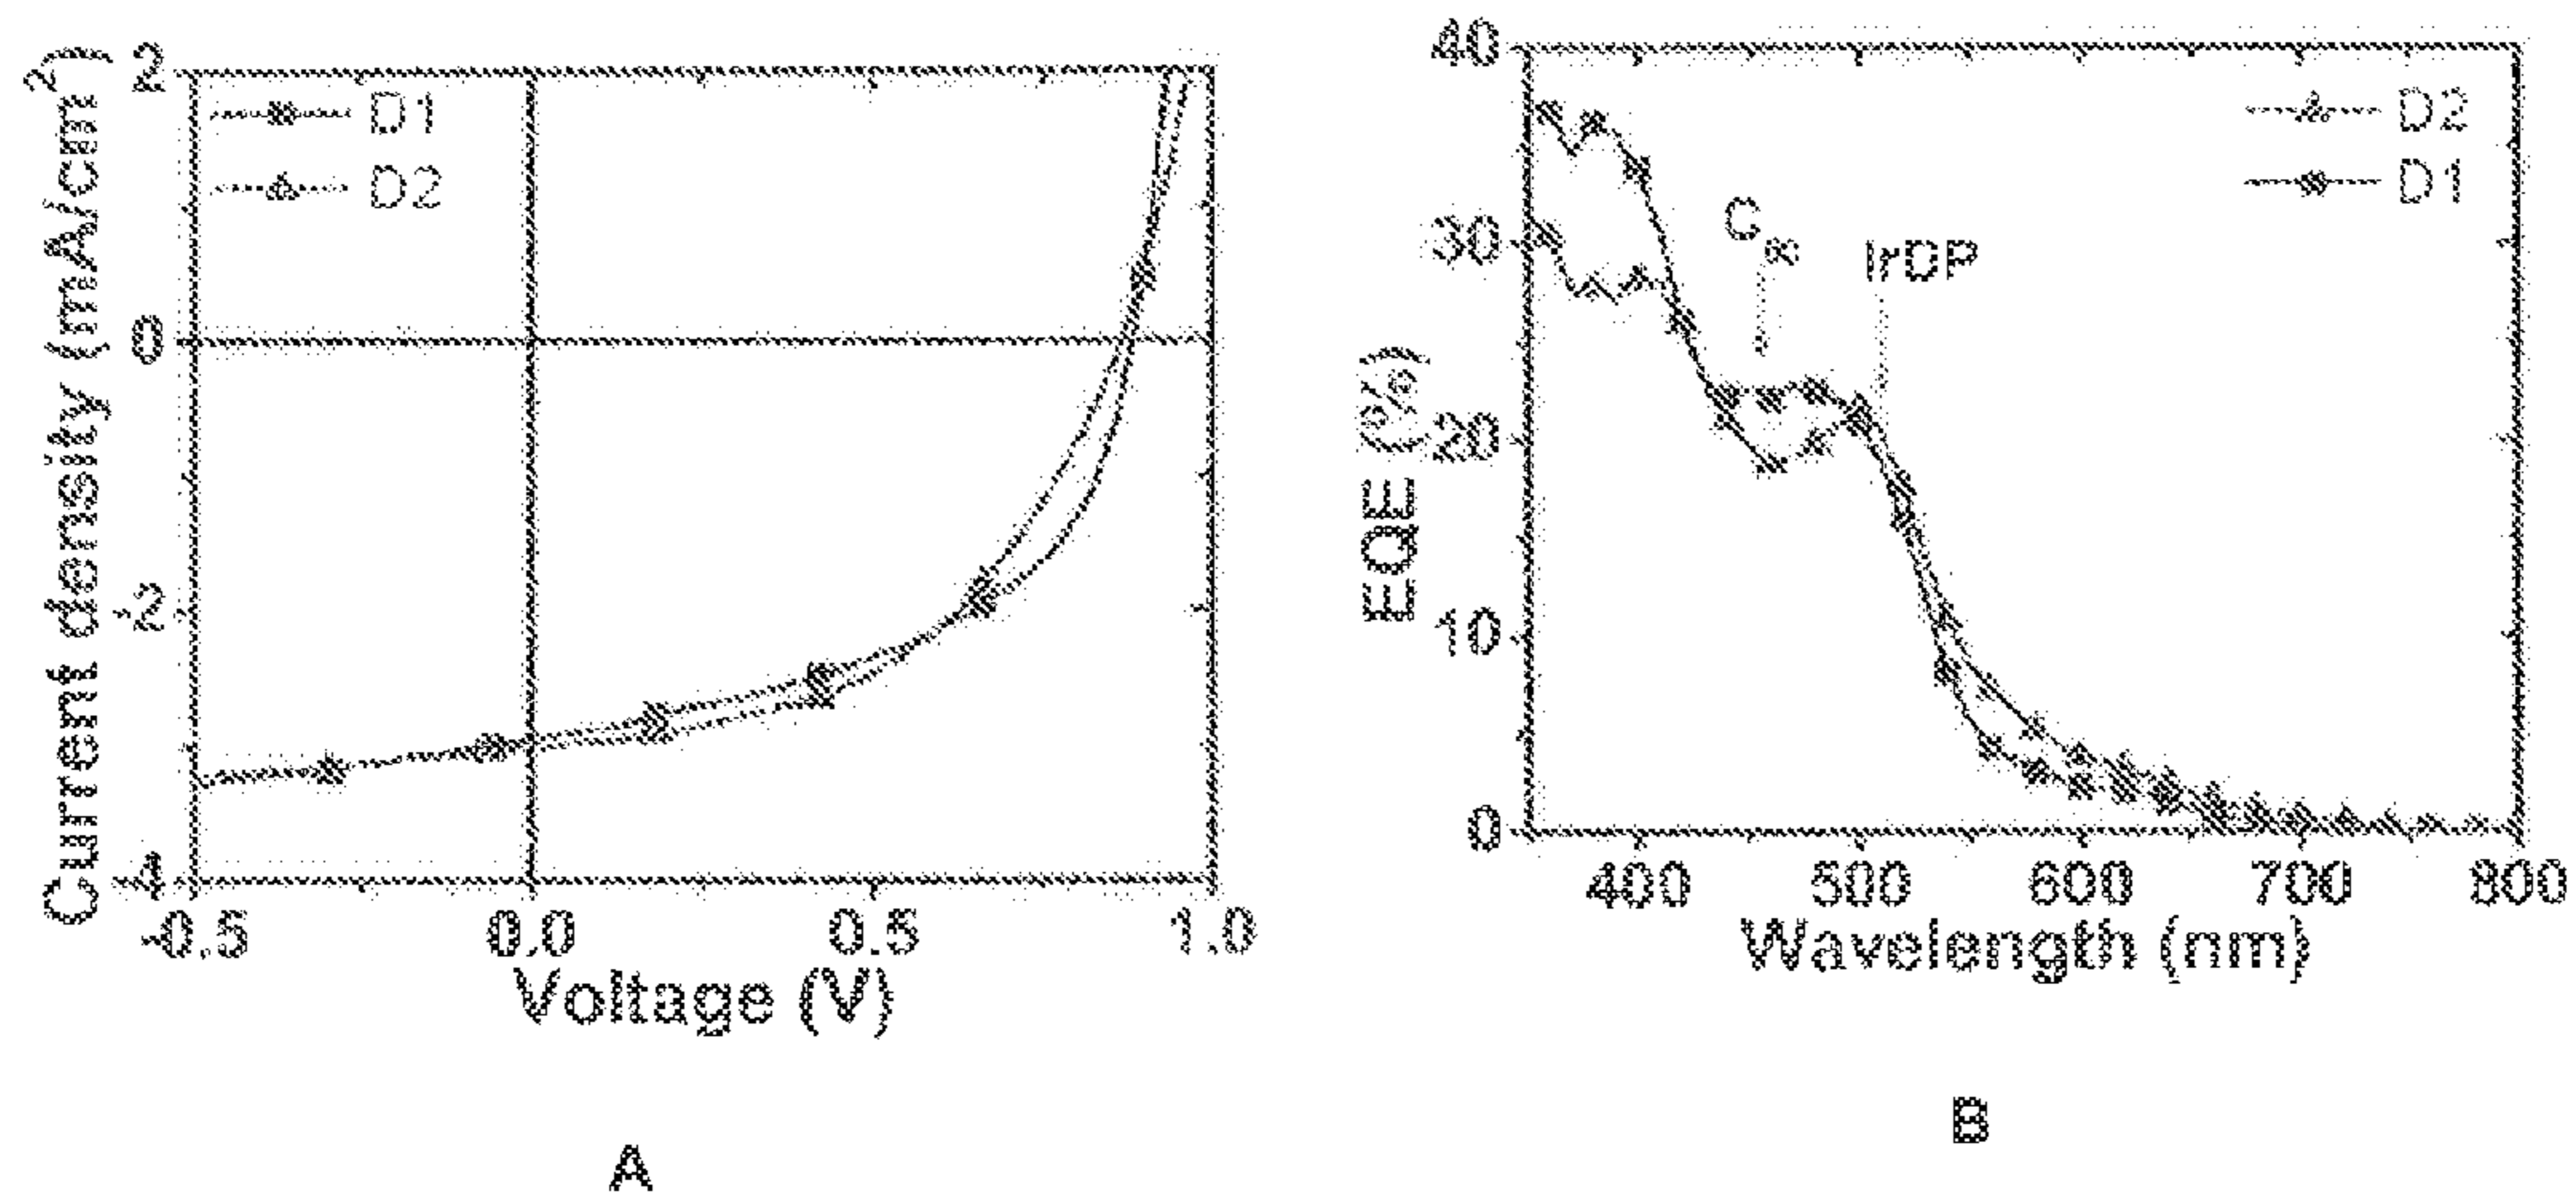 Current density (mA/cm²)
2
0
-2
-4
D1
D2
-0.5 0.0 0.5 1.0
Voltage (V)
A
EQE (%)
40
30
20
10
0
D2
D1
C₆₀
IrDP
400 500 600 700 800
Wavelength (nm)
B